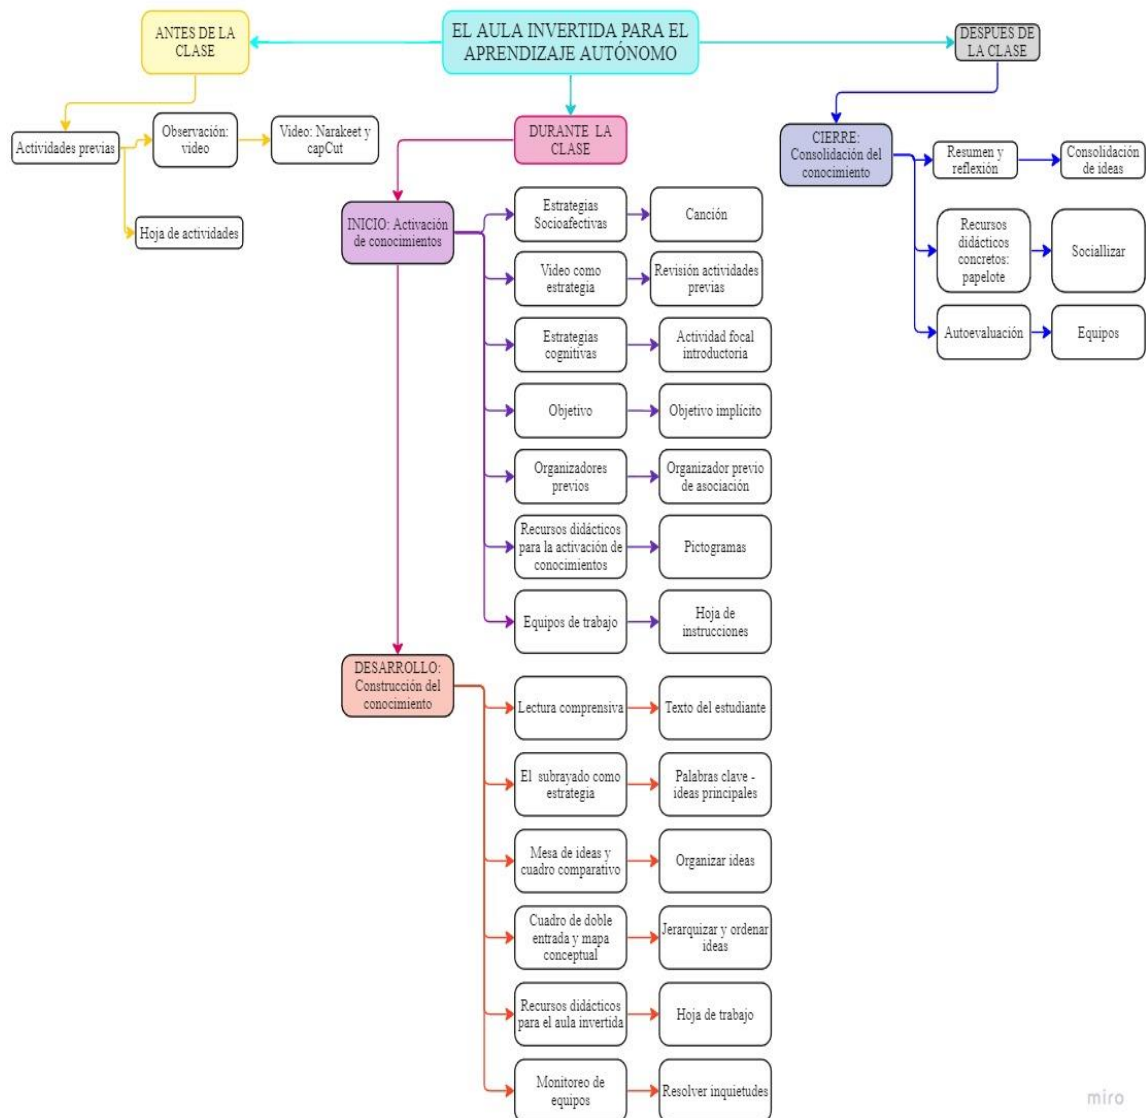 EL AULA INVERTIDA PARA EL
APRENDIZAJE AUTÓNOMO
ANTES DE LA
CLASE
Actividades previas
Observación:
video
Video: Narakeet y
capCut
Hoja de actividades
DURANTE LA
CLASE
INICIO: Activación
de conocimientos
Estrategias
Socioafectivas
Canción
Video como
estrategia
Revisión actividades
previas
Estrategias
cognitivas
Actividad focal
introductoria
Objetivo
Objetivo implícito
Organizadores
previos
Organizador previo
de asociación
Recursos didácticos
para la activación de
conocimientos
Pictogramas
Equipos de trabajo
Hoja de
instrucciones
DESARROLLO:
Construcción del
conocimiento
Lectura comprensiva
Texto del estudiante
El subrayado como
estrategia
Palabras clave -
ideas principales
Mesa de ideas y
cuadro comparativo
Organizar ideas
Cuadro de doble
entrada y mapa
conceptual
Jerarquizar y ordenar
ideas
Recursos didácticos
para el aula invertida
Hoja de trabajo
Monitoreo de
equipos
Resolver inquietudes
DESPUES DE
LA CLASE
CIERRE:
Consolidación del
conocimiento
Resumen y
reflexión
Consolidación
de ideas
Recursos
didácticos
concretos:
papelote
Sociallizar
Autoevaluación
Equipos
miro